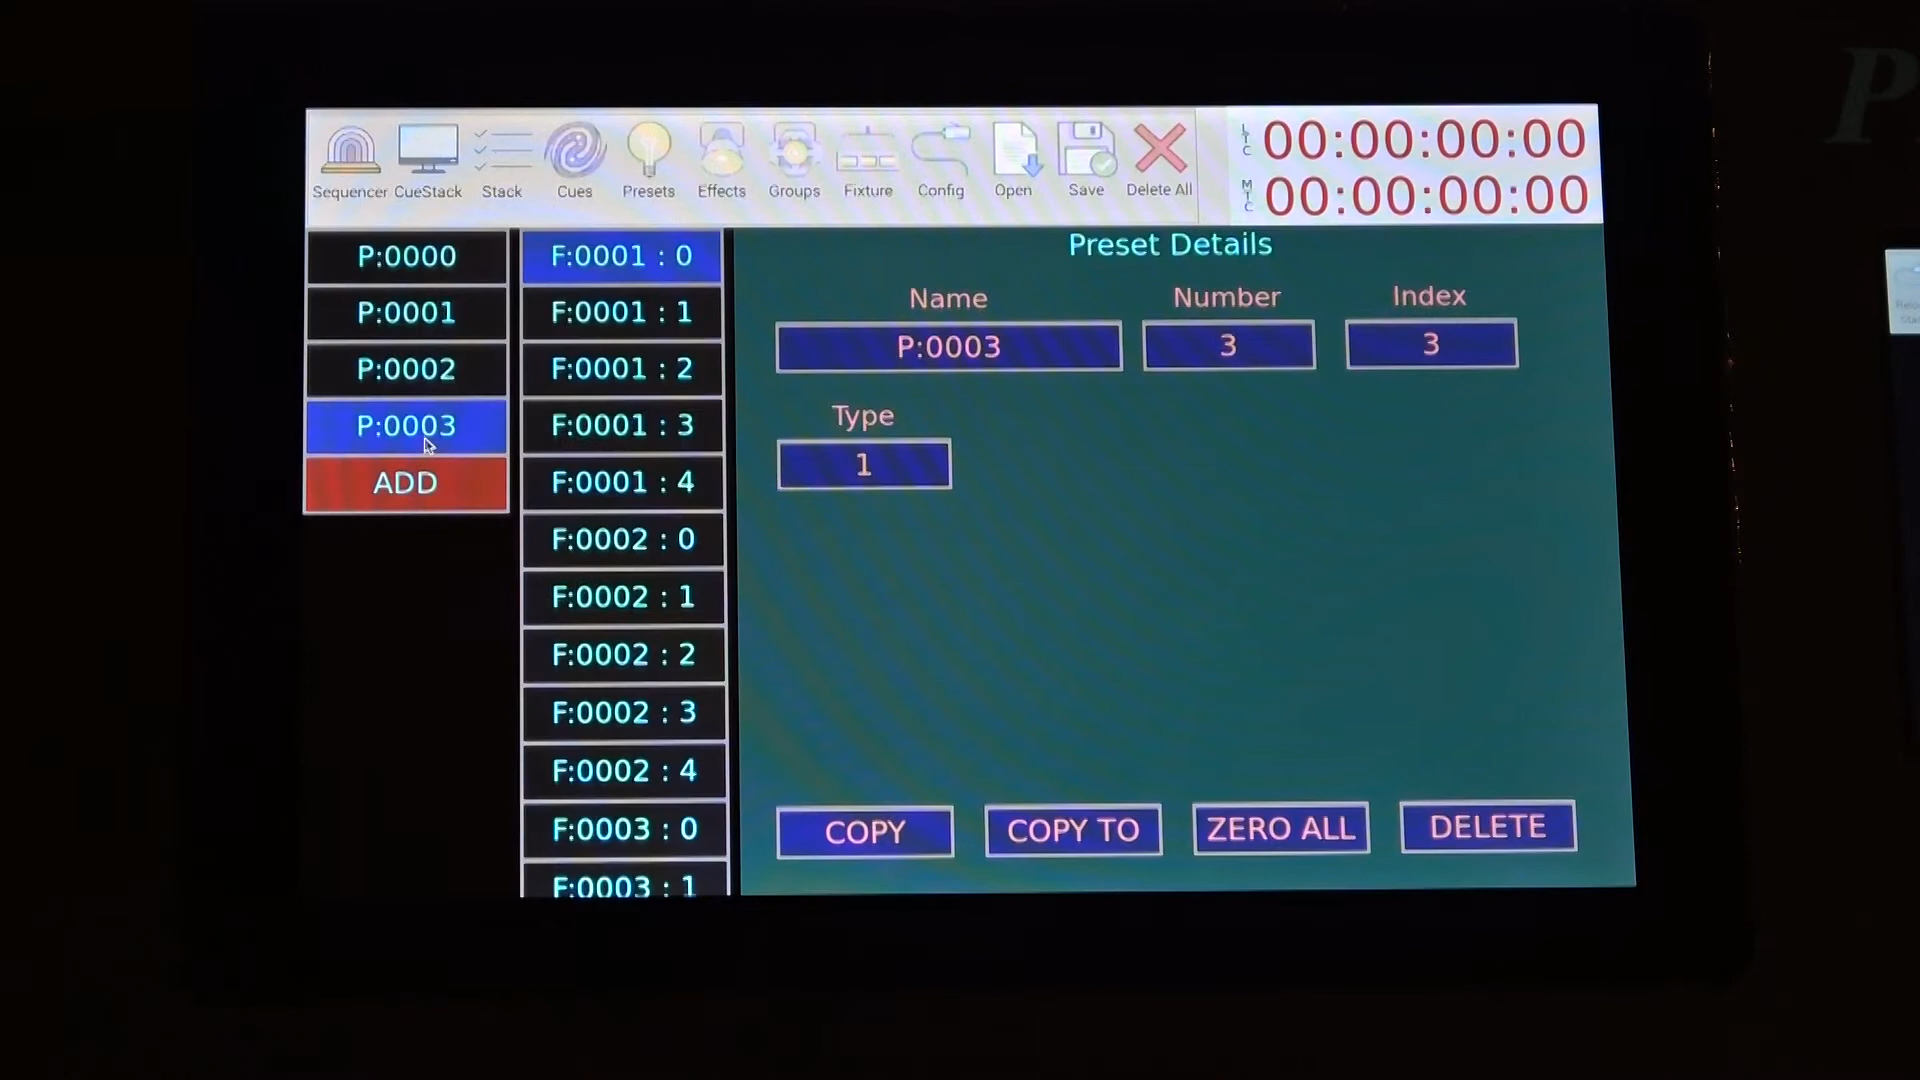 Sequencer CueStack Stack Cues Presets Effects Groups Fixture Config Open Save Delete All
LTC 00:00:00:00
MTC 00:00:00:00
P:0000
P:0001
P:0002
P:0003
ADD
F:0001 : 0
F:0001 : 1
F:0001 : 2
F:0001 : 3
F:0001 : 4
F:0002 : 0
F:0002 : 1
F:0002 : 2
F:0002 : 3
F:0002 : 4
F:0003 : 0
F:0003 : 1
Preset Details
Name Number Index
P:0003 3 3
Type
1
COPY COPY TO ZERO ALL DELETE
P